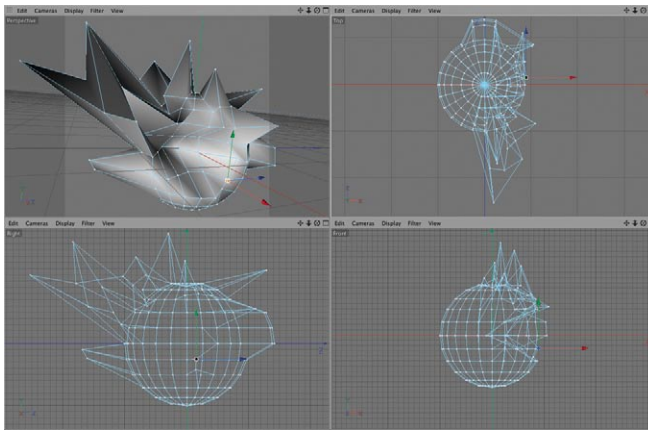 Edit Cameras Display Filter View
Perspective
Edit Cameras Display Filter View
Top
Edit Cameras Display Filter View
Right
Edit Cameras Display Filter View
Front